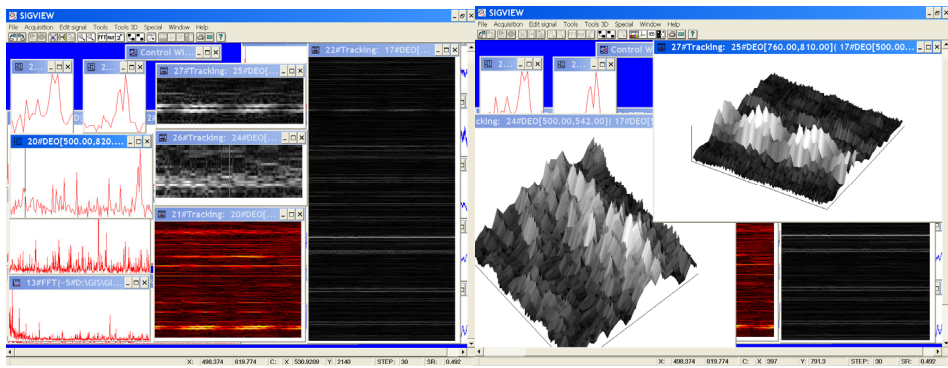 SIGVIEW
File Acquisition Edit signal Tools Tools 3D Special Window Help
Control Wi...
22#Tracking: 17#DEO[...
2...
2...
27#Tracking: 25#DEO[...
20#DEO[500.00,820....
26#Tracking: 24#DEO[...
21#Tracking: 20#DEO[...
13#FFT(~5#D:\GIS\GI...
X: 498.374 819.774 C: X 530.9209 Y: 2140 STEP: 30 SR: 0.492
SIGVIEW
File Acquisition Edit signal Tools Tools 3D Special Window Help
Control W
27#Tracking: 25#DEO[760.00,810.00]( 17#DEO[500.00...
2...
2...
cking: 24#DEO[500.00,542.00]( 17#DEO[5
X: 498.374 819.774 C: X 397 Y: 791.3 STEP: 30 SR: 0.492